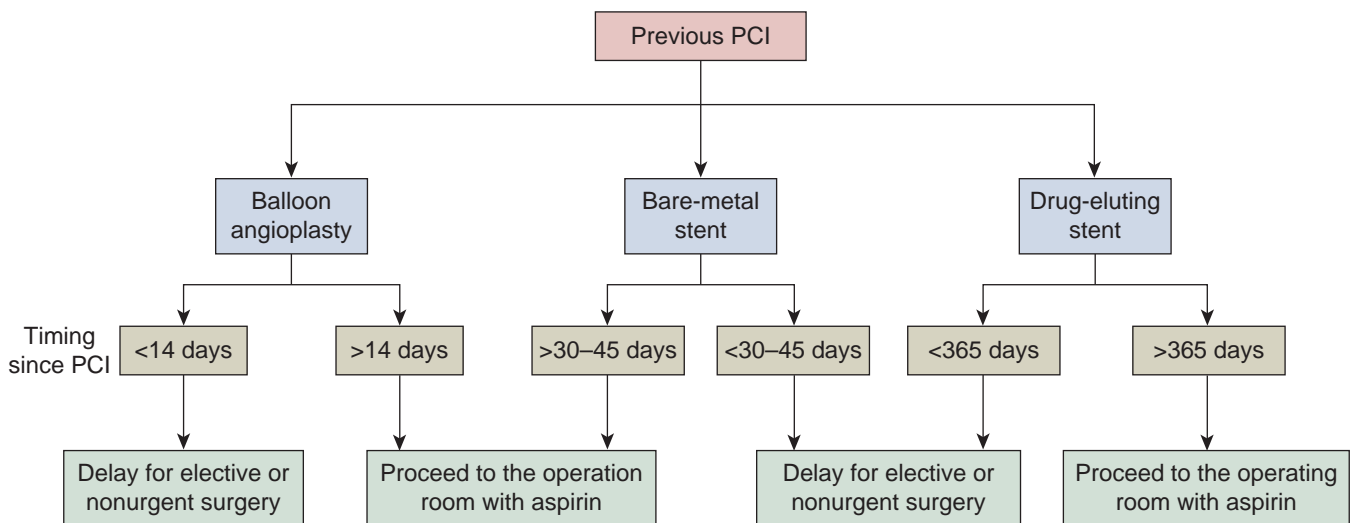 Previous PCI
Balloon
angioplasty
Bare-metal
stent
Drug-eluting
stent
Timing
since PCI
<14 days
>14 days
>30–45 days
<30–45 days
<365 days
>365 days
Delay for elective or
nonurgent surgery
Proceed to the operation
room with aspirin
Delay for elective or
nonurgent surgery
Proceed to the operating
room with aspirin